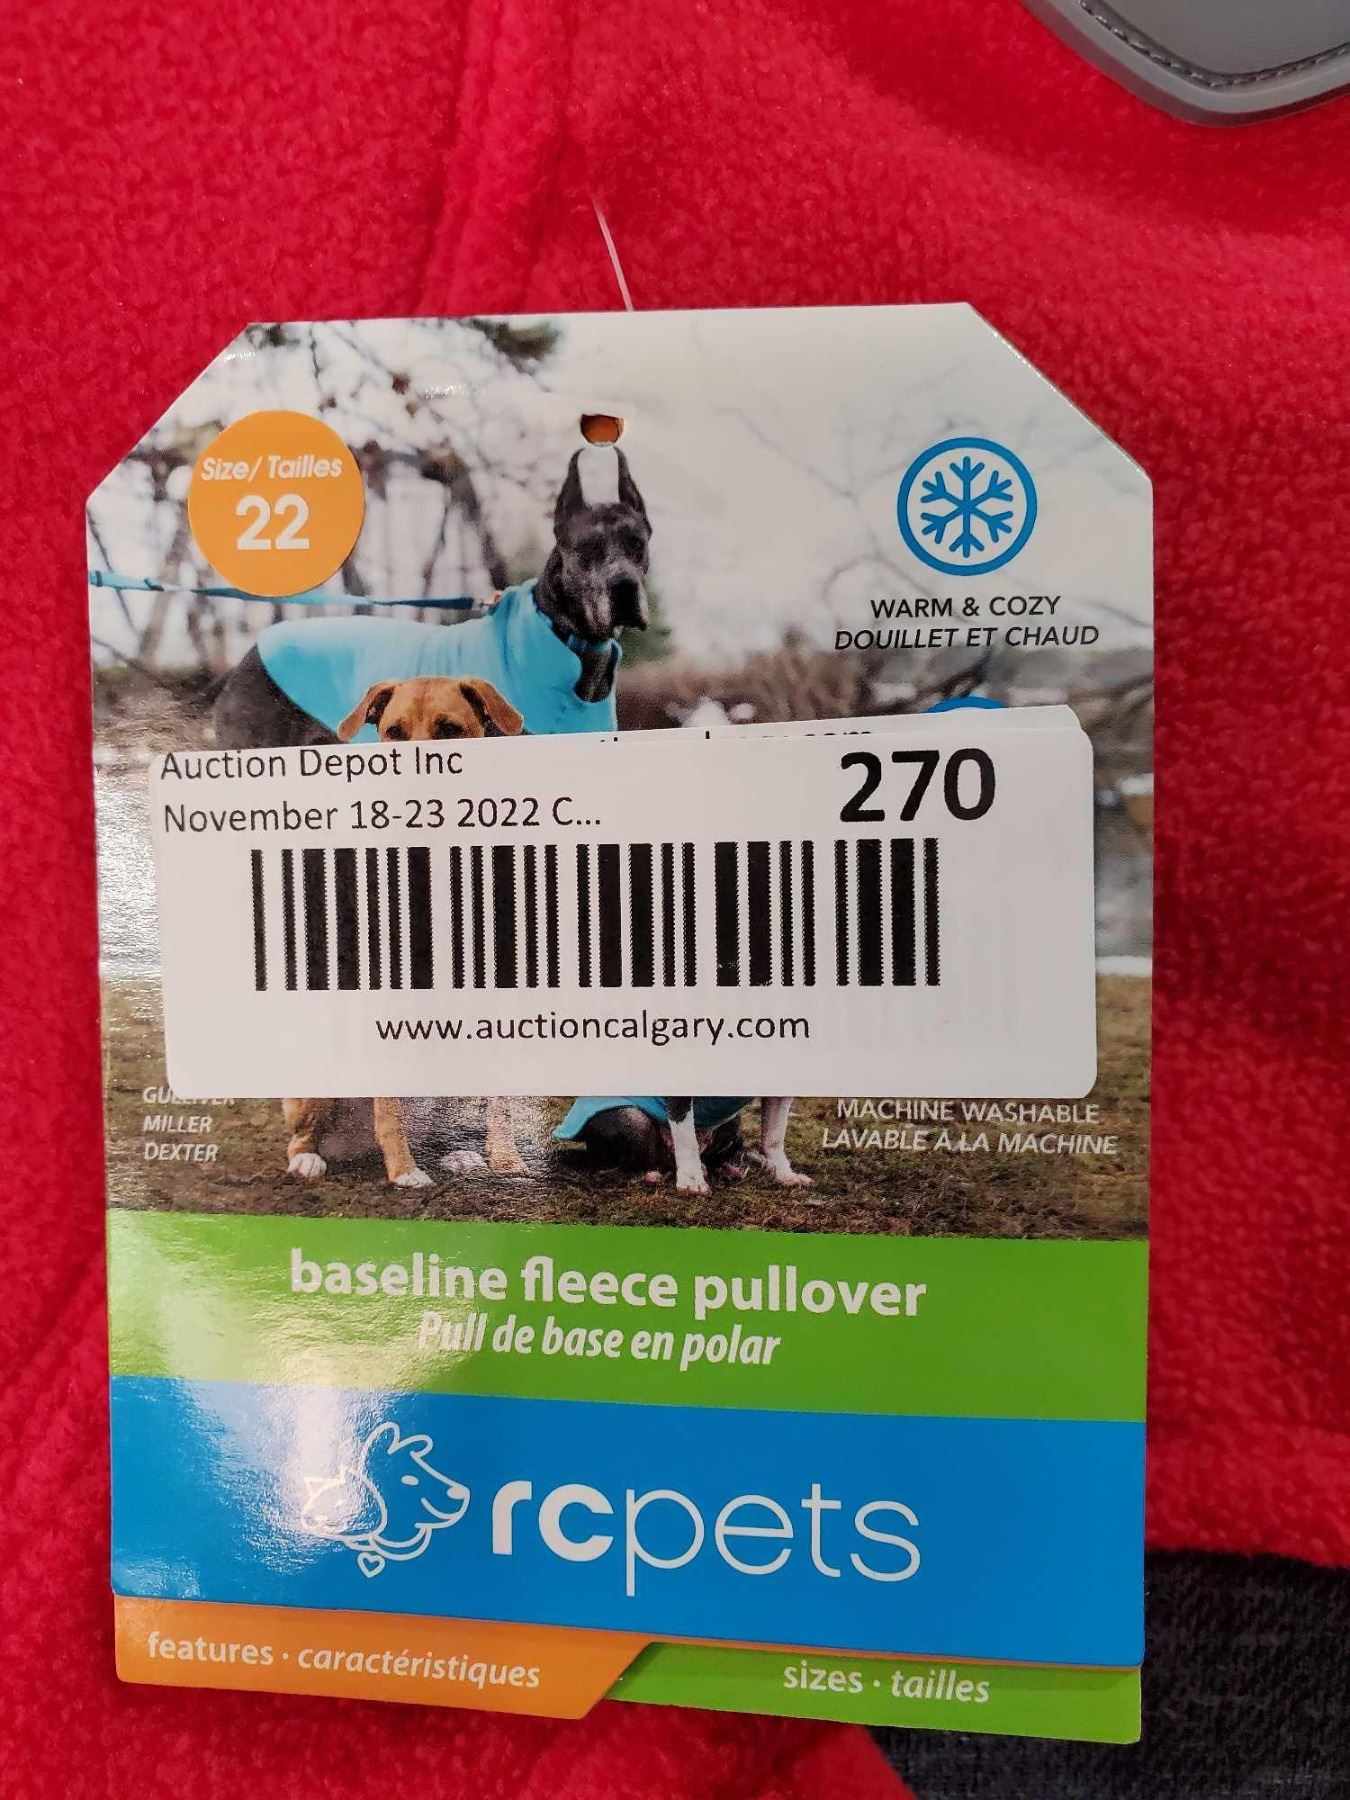 Size/ Tailles
22
WARM & COZY
DOUILLET ET CHAUD
Auction Depot Inc
270
November 18-23 2022 C...
www.auctioncalgary.com
MILLER
DEXTER
MACHINE WASHABLE
LAVABLE À LA MACHINE
baseline fleece pullover
Pull de base en polar
rcpets
features · caractéristiques
sizes · tailles